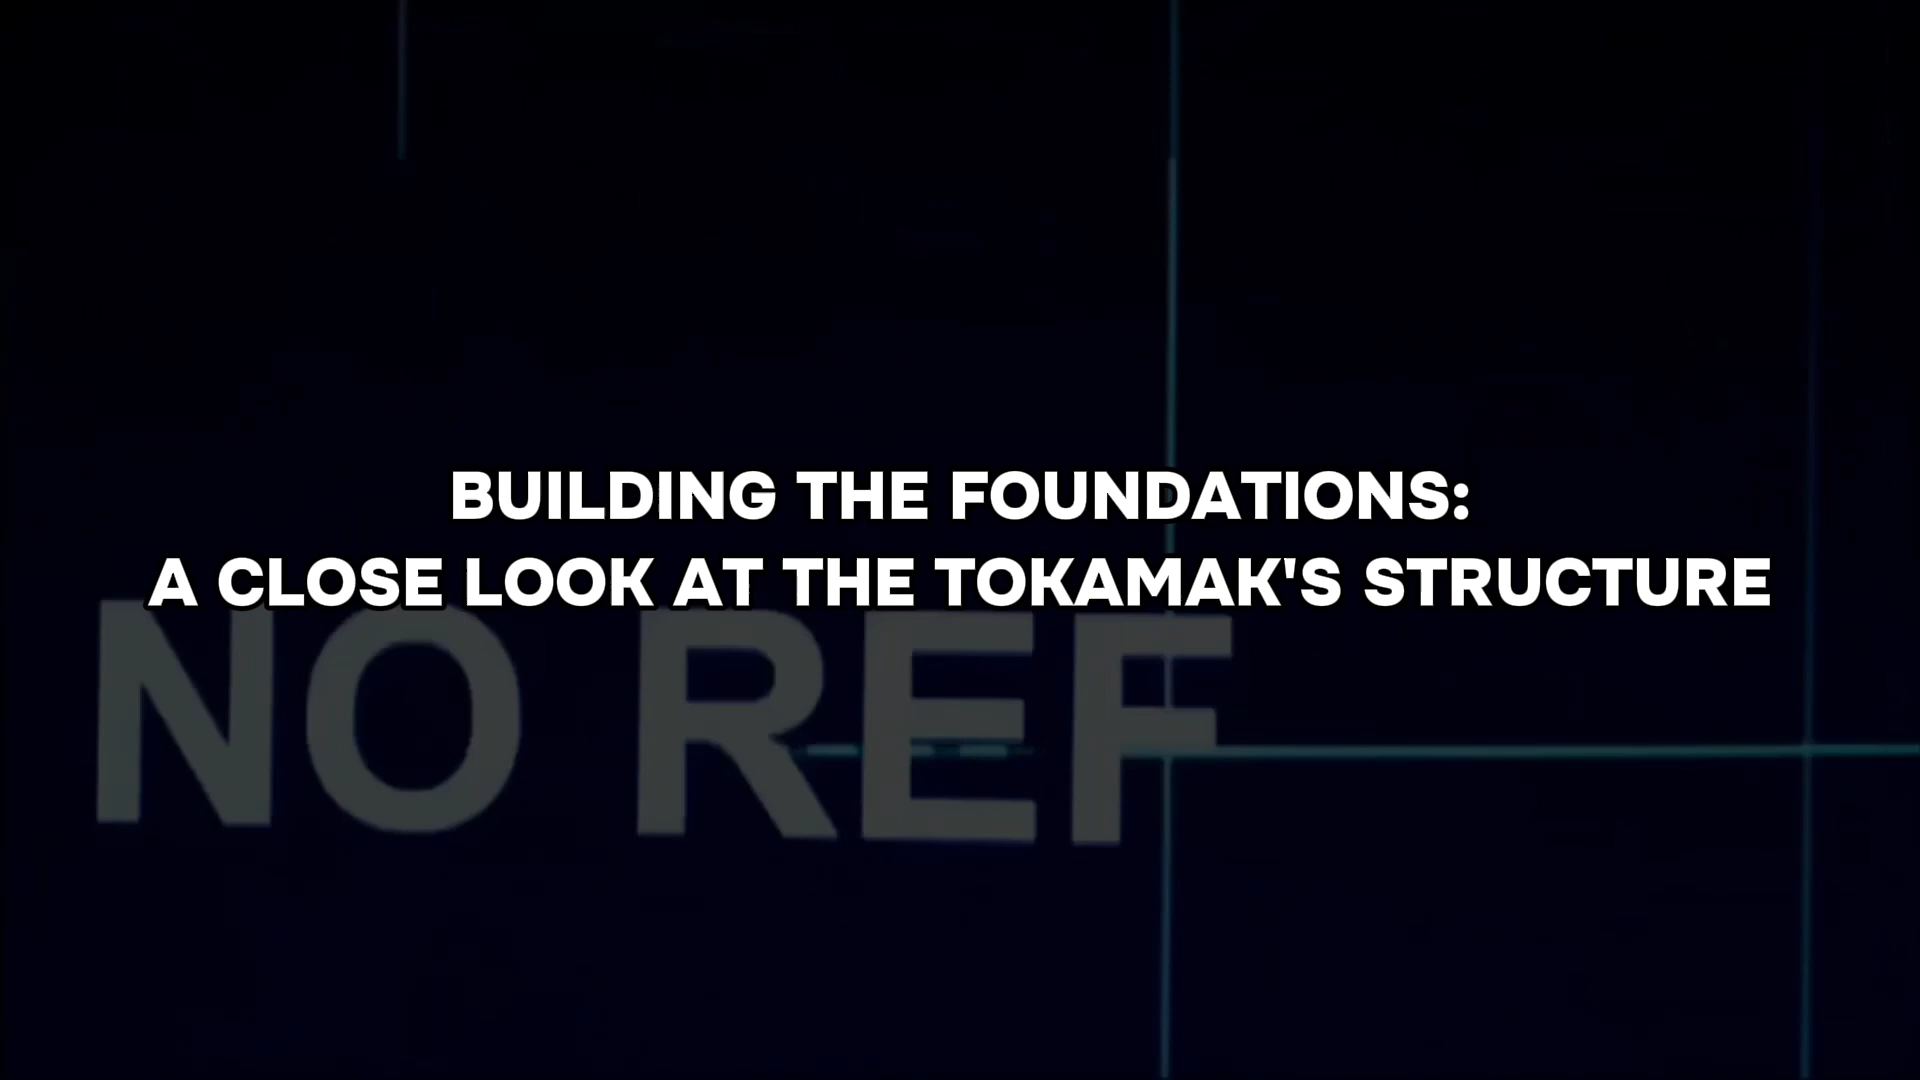 BUILDING THE FOUNDATIONS:
A CLOSE LOOK AT THE TOKAMAK'S STRUCTURE
NO REF